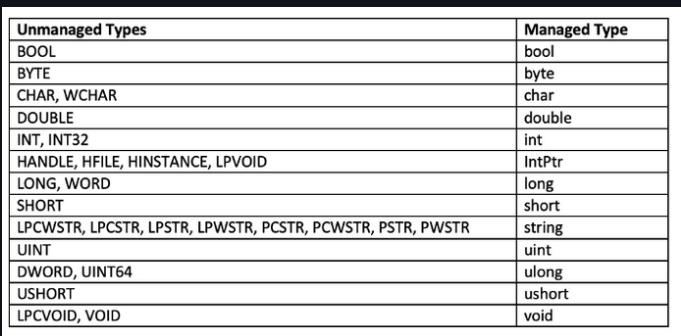 Unmanaged Types Managed Type
BOOL bool
BYTE byte
CHAR, WCHAR char
DOUBLE double
INT, INT32 int
HANDLE, HFILE, HINSTANCE, LPVOID IntPtr
LONG, WORD long
SHORT short
LPCWSTR, LPCSTR, LPSTR, LPWSTR, PCSTR, PCWSTR, PSTR, PWSTR string
UINT uint
DWORD, UINT64 ulong
USHORT ushort
LPCVOID, VOID void